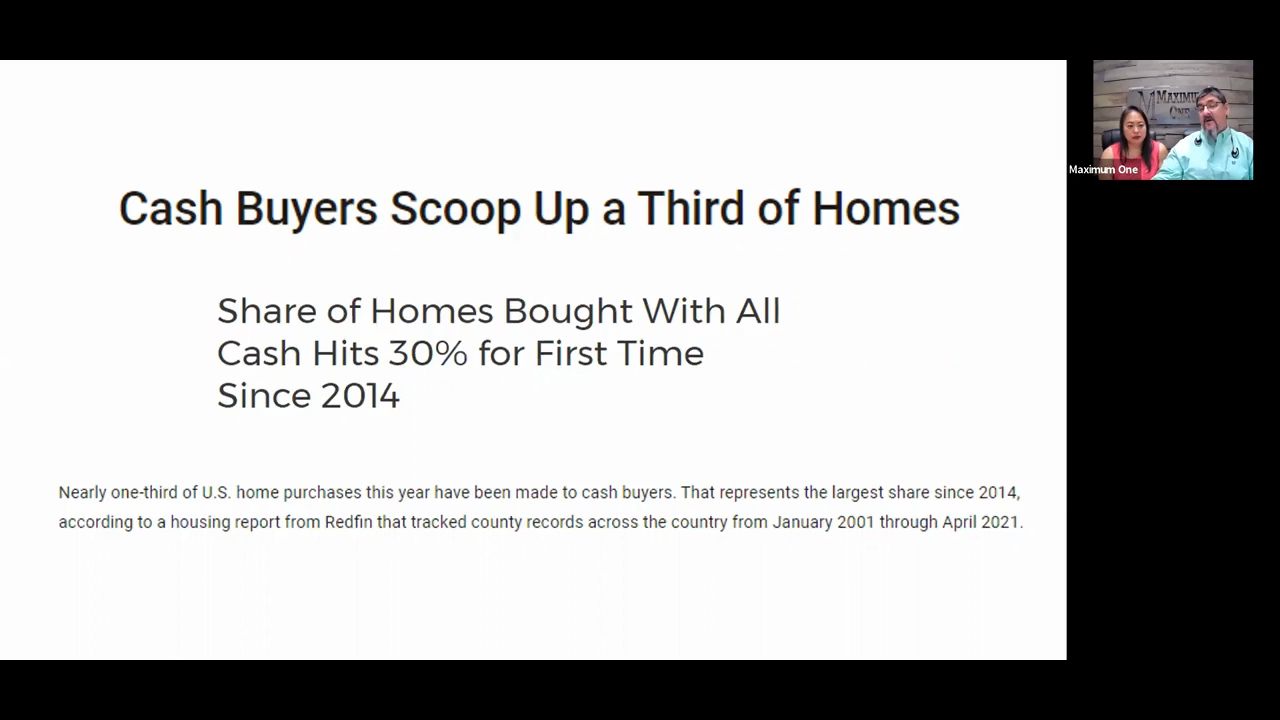 Cash Buyers Scoop Up a Third of Homes
Share of Homes Bought With All
Cash Hits 30% for First Time
Since 2014
Nearly one-third of U.S. home purchases this year have been made to cash buyers. That represents the largest share since 2014,
according to a housing report from Redfin that tracked county records across the country from January 2001 through April 2021.
Maximum One